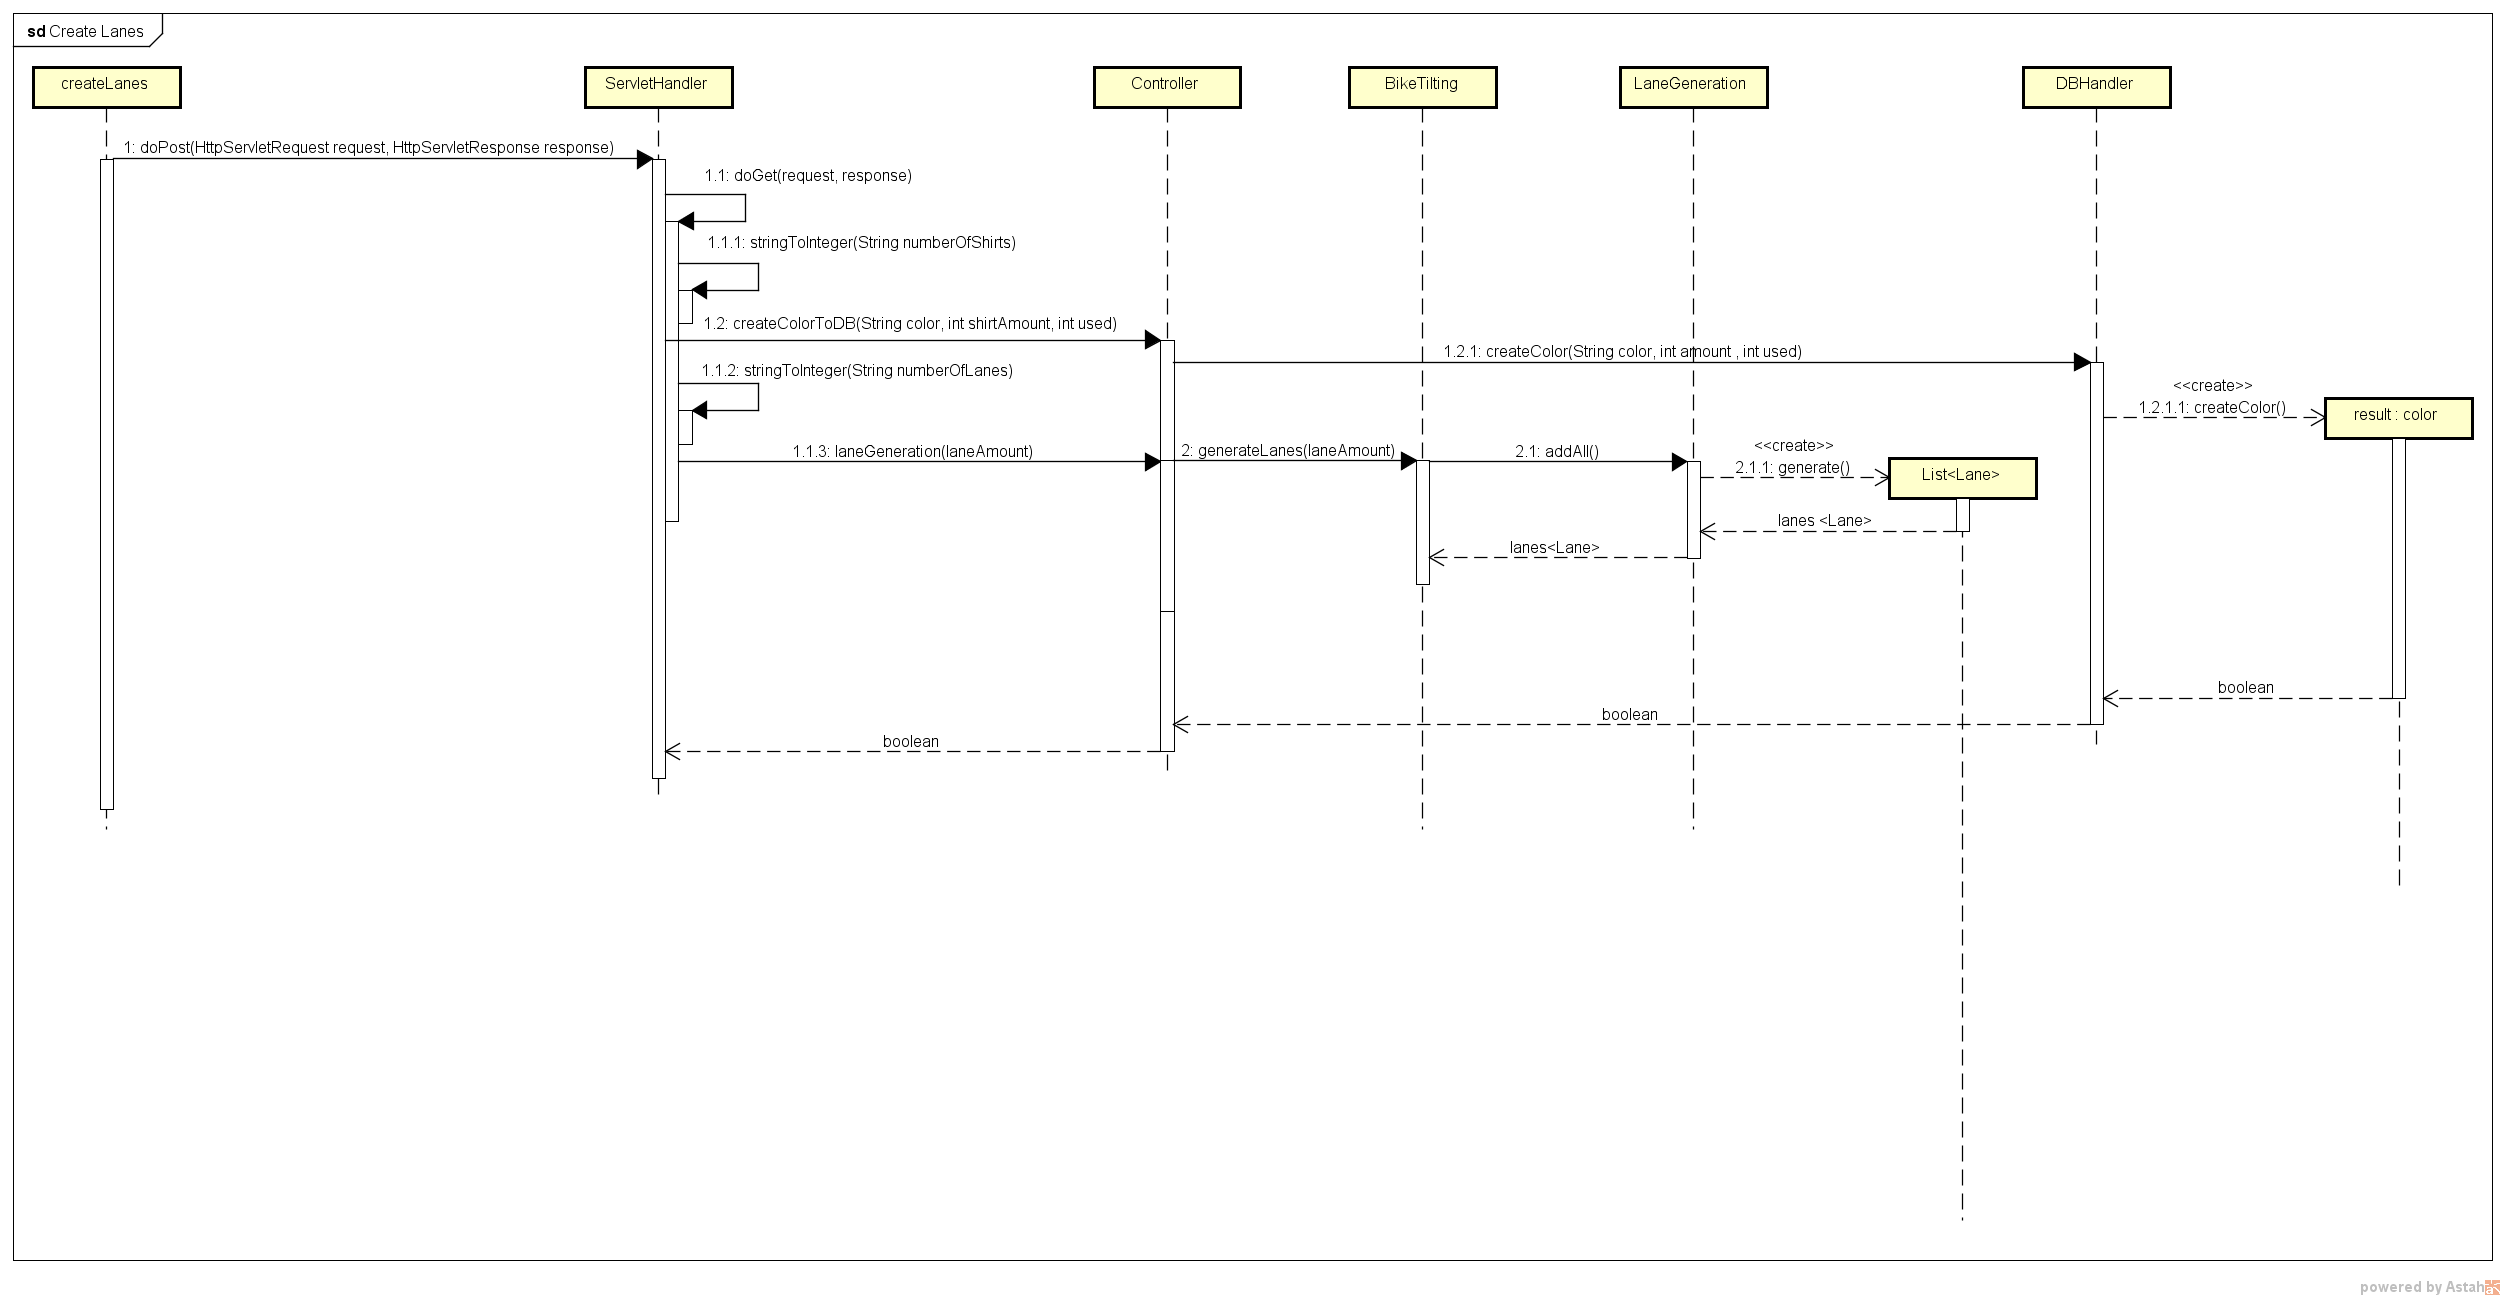 sd Create Lanes
createLanes
ServletHandler
Controller
BikeTilting
LaneGeneration
DBHandler
1: doPost(HttpServletRequest request, HttpServletResponse response)
1.1: doGet(request, response)
1.1.1: stringToInteger(String numberOfShirts)
1.2: createColorToDB(String color, int shirtAmount, int used)
1.2.1: createColor(String color, int amount , int used)
1.1.2: stringToInteger(String numberOfLanes)
<<create>>
1.2.1.1: createColor()
result : color
1.1.3: laneGeneration(laneAmount)
2: generateLanes(laneAmount)
2.1: addAll()
<<create>>
2.1.1: generate()
List<Lane>
lanes <Lane>
lanes<Lane>
boolean
boolean
boolean
powered by Astah